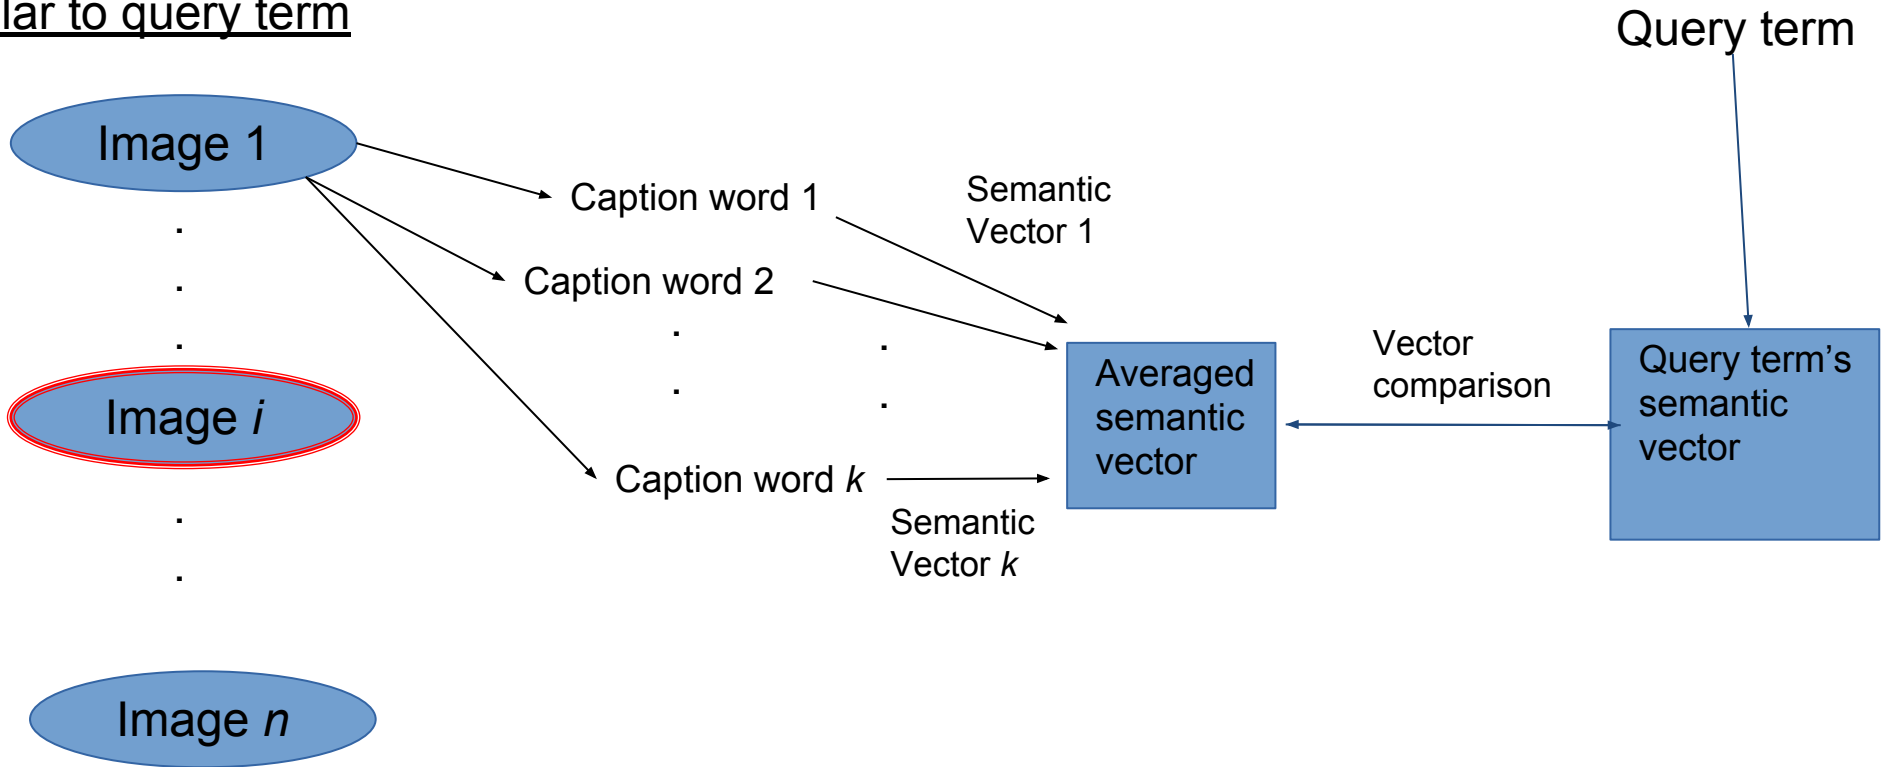 lar to query term
Query term
Image 1
Caption word 1
Semantic
Vector 1
Caption word 2
Image i
Averaged
semantic
vector
Vector
comparison
Query term’s
semantic
vector
Caption word k
Semantic
Vector k
Image n